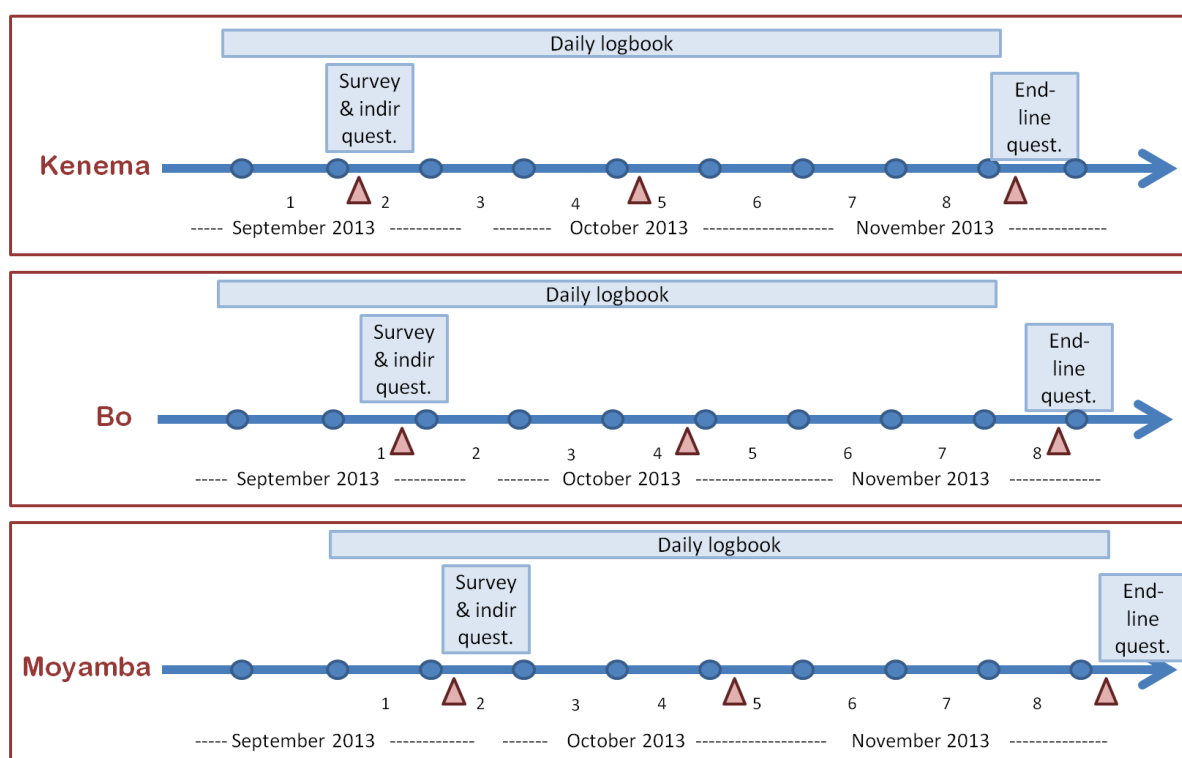 Daily logbook
Survey
& indir
quest.
End-
line
quest.
Kenema
1 2 3 4 5 6 7 8
----- September 2013 ---------- -------- October 2013 ------------------ November 2013 --------------
Daily logbook
Survey
& indir
quest.
End-
line
quest.
Bo
1 2 3 4 5 6 7 8
----- September 2013 ---------- -------- October 2013 ------------------- November 2013 -------------
Daily logbook
Survey
& indir
quest.
End-
line
quest.
Moyamba
1 2 3 4 5 6 7 8
----- September 2013 ------------ ------- October 2013 ------------------ November 2013 --------------